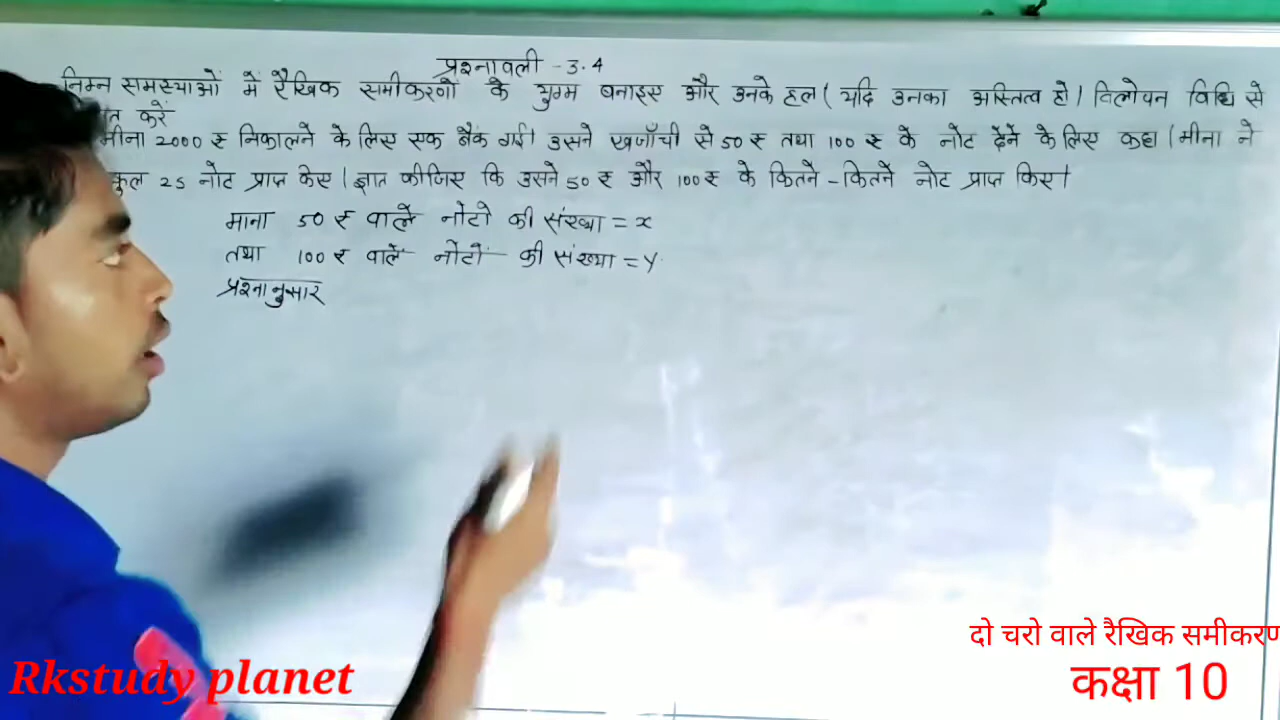 प्रश्नावली - 3.4
निम्न समस्याओं में रैखिक समीकरणो के युग्म बनाइए और उनके हल ( यदि उनका अस्तित्व हो ) विलोपन विधि से
त करें
मीना 2000 ₹ निकालने के लिए एक बैंक गई। उसने खजाँची से 50 ₹ तथा 100 ₹ के नोट देने के लिए कहा । मीना ने
कुल 25 नोट प्राप्त किए । ज्ञात कीजिए कि उसने 50 ₹ और 100 ₹ के कितने - कितने नोट प्राप्त किए।
माना 50 ₹ वाले नोटो की संख्या = x
तथा 100 ₹ वाले नोटों की संख्या = y
प्रश्नानुसार
दो चरो वाले रैखिक समीकरण
Rkstudy planet
कक्षा 10